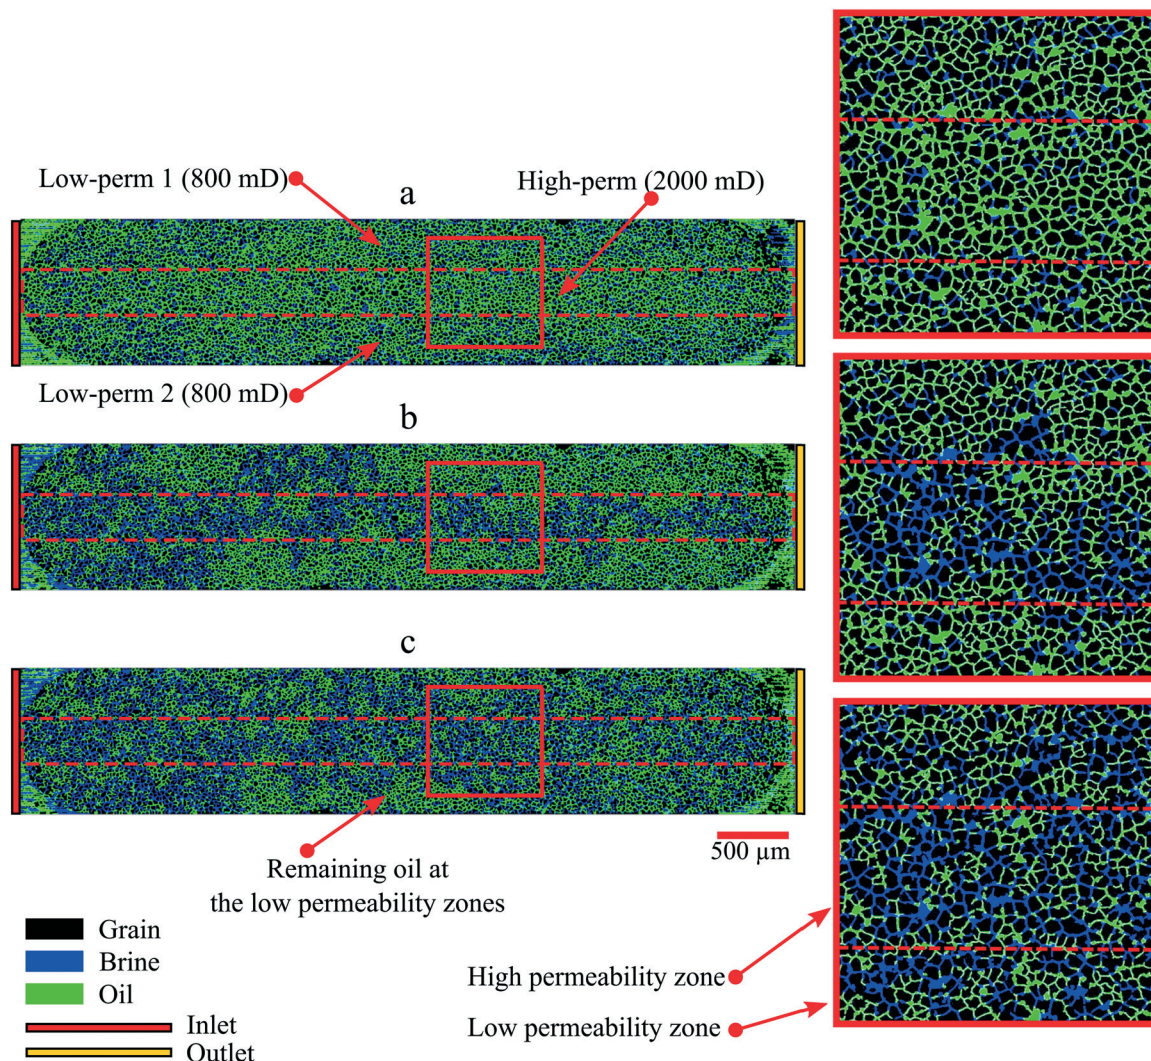 Low-perm 1 (800 mD)
a
High-perm (2000 mD)
Low-perm 2 (800 mD)
b
c
500 µm
Remaining oil at
the low permeability zones
Grain
Brine
Oil
Inlet
Outlet
High permeability zone
Low permeability zone